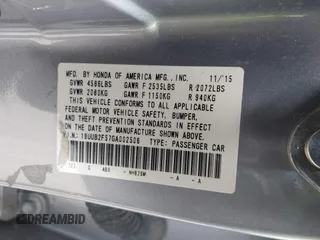 MFD. BY HONDA OF AMERICA MFG., INC. 11/15
GVWR 4586LBS GAWR F 2535LBS R 2072LBS
GVWR 2080KG GAWR F 1150KG R 940KG
THIS VEHICLE CONFORMS TO ALL APPLICABLE
FEDERAL MOTOR VEHICLE SAFETY, BUMPER,
AND THEFT PREVENTION STANDARDS IN
EFFECT ON THE DATE OF MANUFACTURE
SHOWN ABOVE.
V.I.N. 19UUB2F57GA002506 TYPE: PASSENGER CAR
A A
DREAMBID